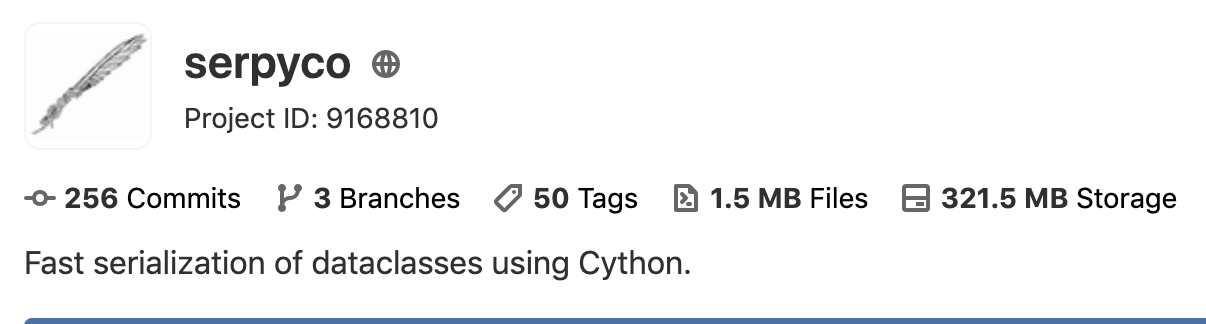 serpyco
Project ID: 9168810
256 Commits 3 Branches 50 Tags 1.5 MB Files 321.5 MB Storage
Fast serialization of dataclasses using Cython.